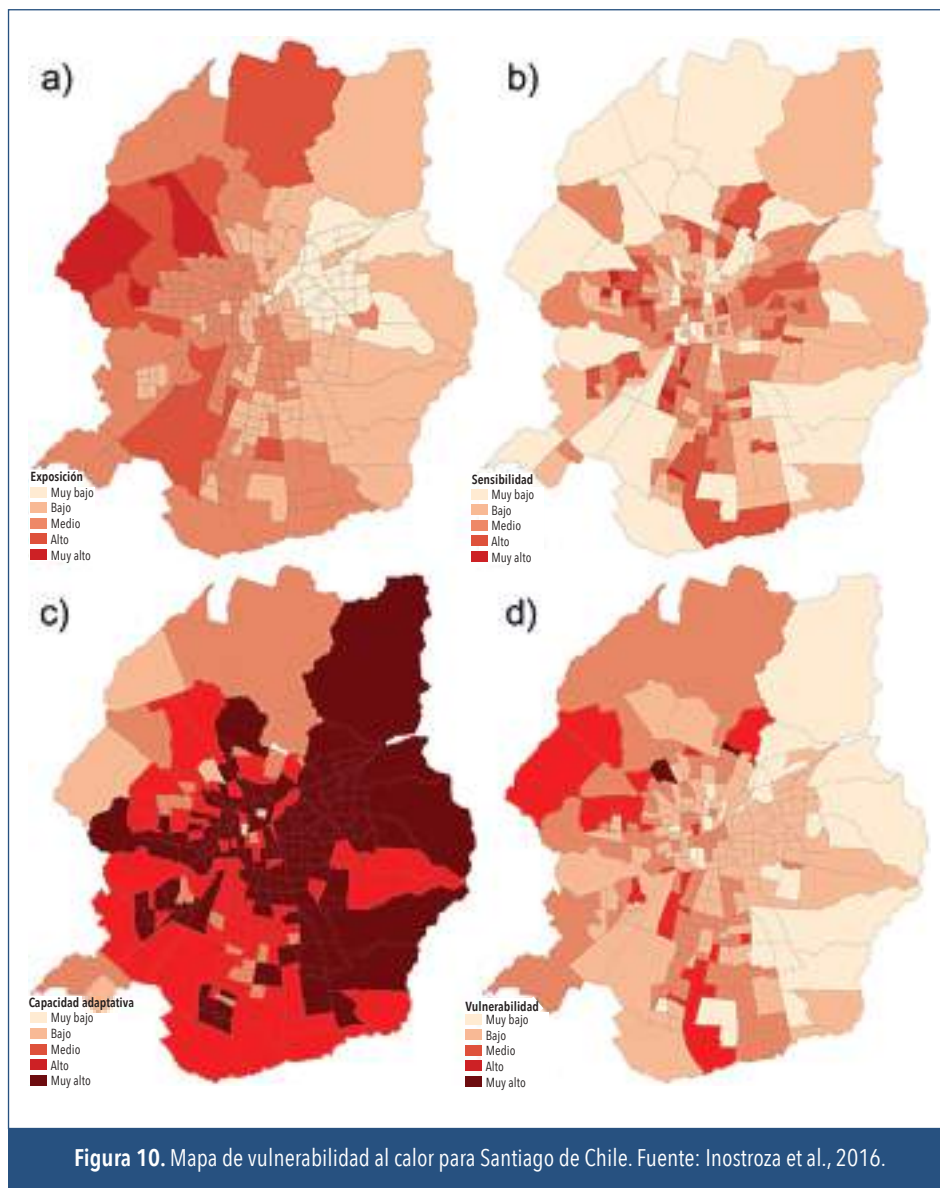 a)
Exposición
Muy bajo
Bajo
Medio
Alto
Muy alto
b)
Sensibilidad
Muy bajo
Bajo
Medio
Alto
Muy alto
c)
Capacidad adaptativa
Muy bajo
Bajo
Medio
Alto
Muy alto
d)
Vulnerabilidad
Muy bajo
Bajo
Medio
Alto
Muy alto
Figura 10. Mapa de vulnerabilidad al calor para Santiago de Chile. Fuente: Inostroza et al., 2016.